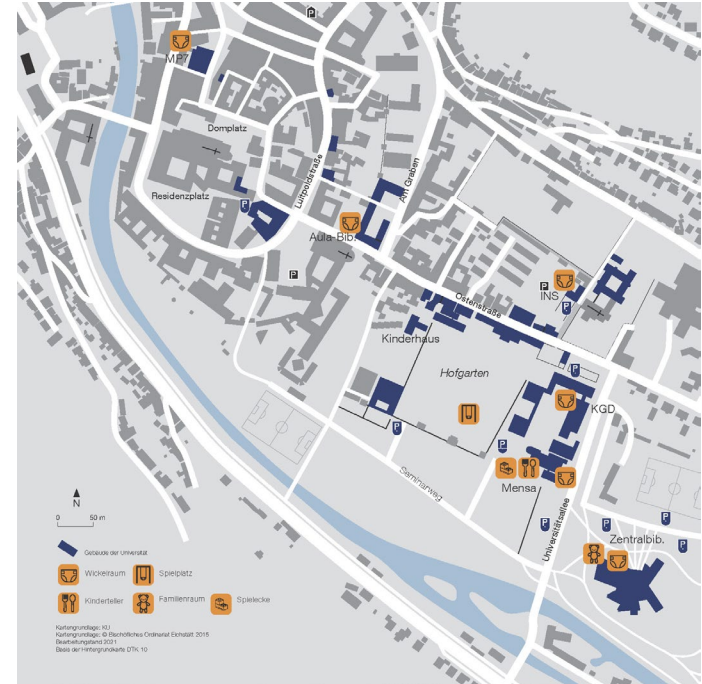 P
MP7
Domplatz
Luitpoldstraße
Am Graben
Residenzplatz
P
Aula-Bib.
P
P
INS
P
Ostenstraße
Kinderhaus
Hofgarten
P
KGD
P
P
Seminarweg
Mensa
Universitätsallee
P
P
P
P
Zentralbib.
N
0 50 m
Gebäude der Universität
Wickelraum
Spielplatz
Kinderteller
Familienraum
Spielecke
Kartengrundlage: KU
Kartengrundlage: © Bischöfliches Ordinariat Eichstätt 2015
Bearbeitungsstand 2021
Basis der Hintergrundkarte DTK 10